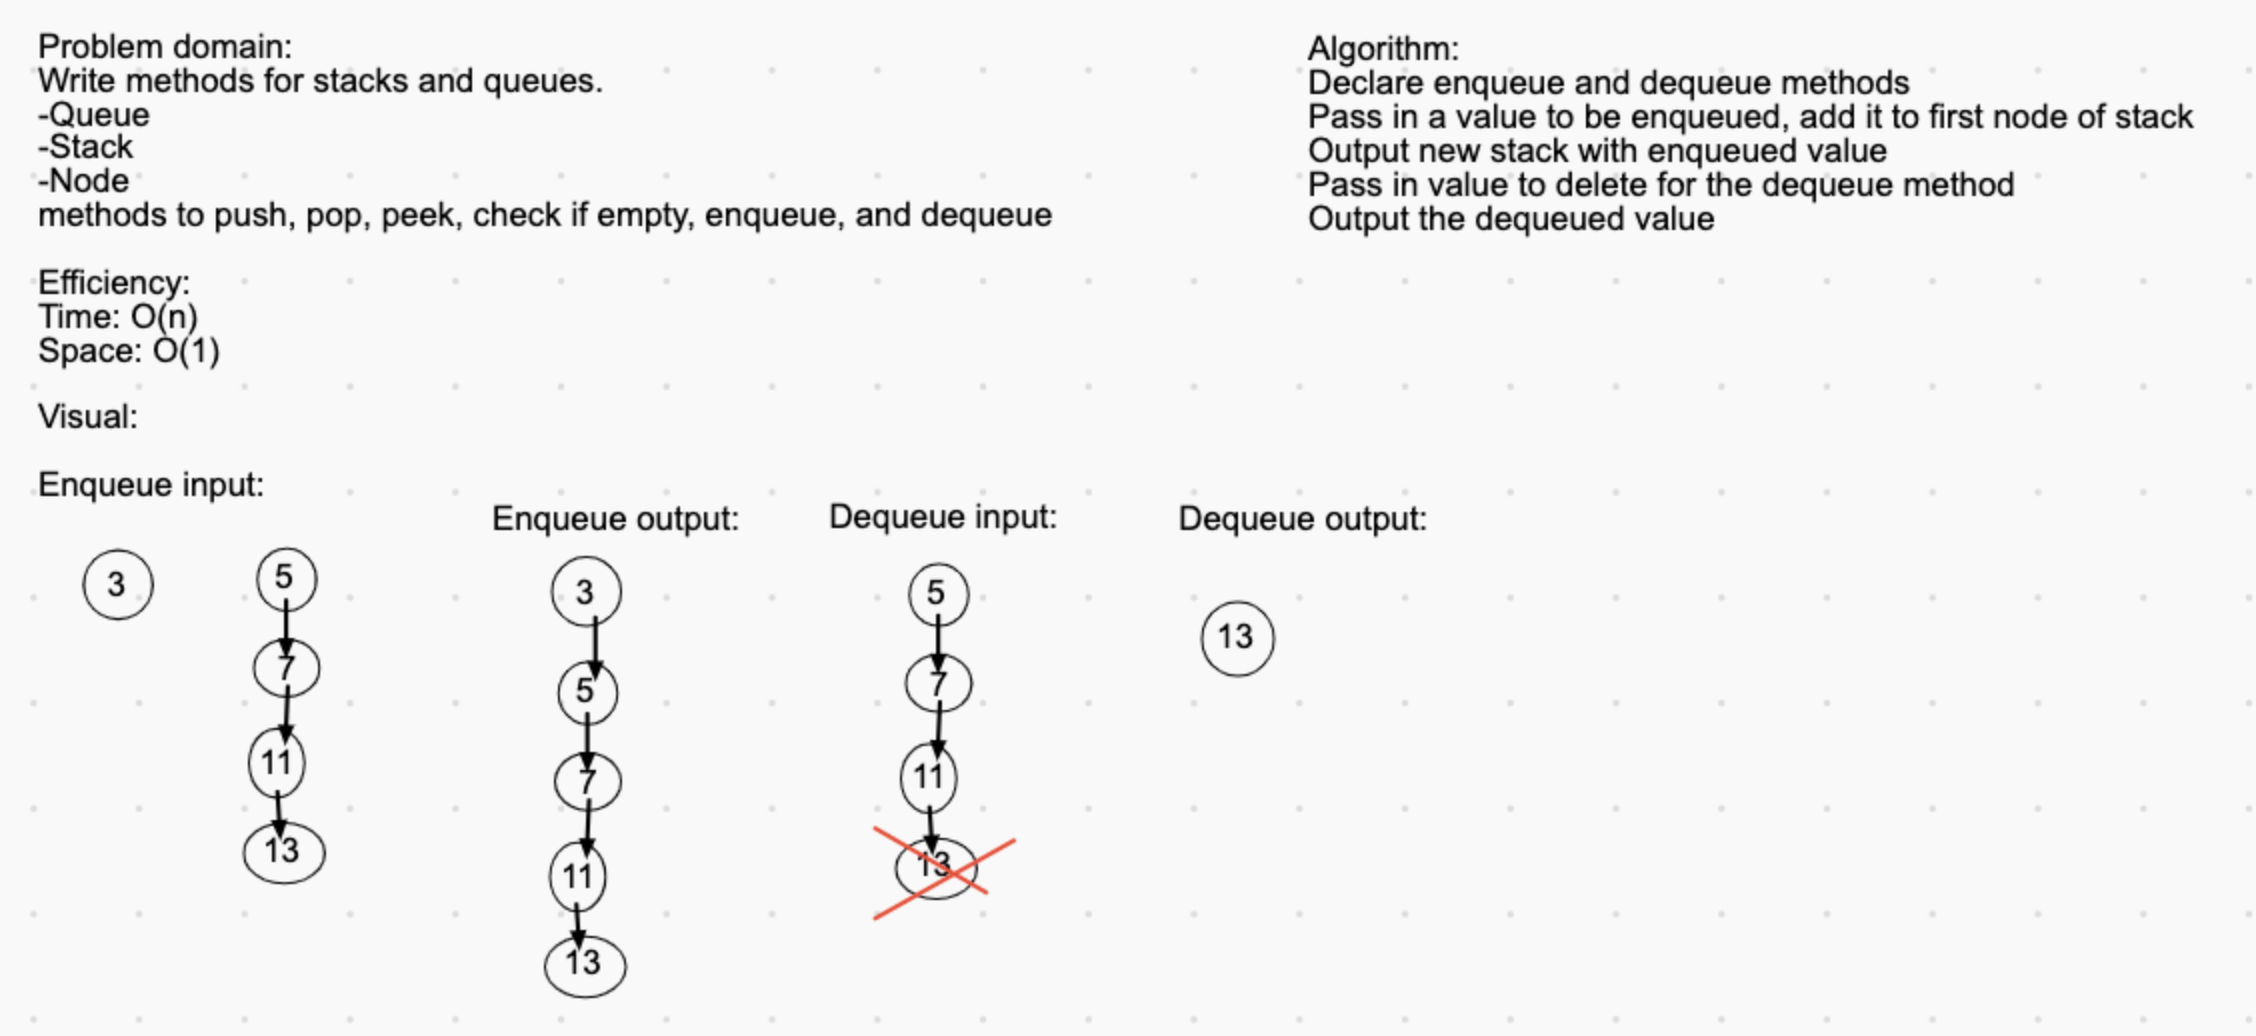 Problem domain:
Write methods for stacks and queues.
-Queue
-Stack
-Node
methods to push, pop, peek, check if empty, enqueue, and dequeue
Efficiency:
Time: O(n)
Space: O(1)
Visual:
Algorithm:
Declare enqueue and dequeue methods
Pass in a value to be enqueued, add it to first node of stack
Output new stack with enqueued value
Pass in value to delete for the dequeue method
Output the dequeued value
Enqueue input:
3
5
7
11
13
Enqueue output:
3
5
7
11
13
Dequeue input:
5
7
11
13
Dequeue output:
13